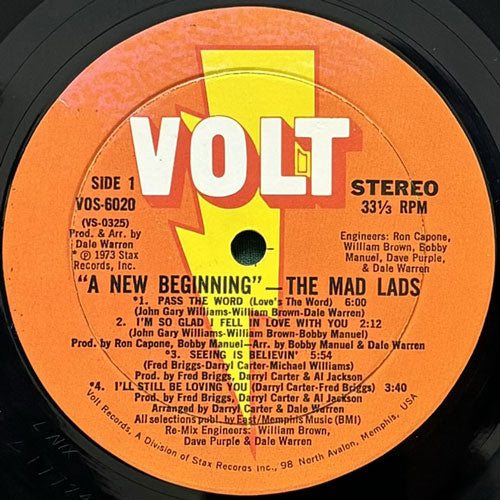 VOLT
SIDE 1
VOS-6020
(VS-0325)
Prod. & Arr. by
Dale Warren
* ℗ 1973 Stax
Records, Inc.
STEREO
33⅓ RPM
Engineers: Ron Capone,
William Brown, Bobby
Manuel, Dave Purple,
& Dale Warren
"A NEW BEGINNING"—THE MAD LADS
*1. PASS THE WORD (Love's The Word) 6:00
(John Gary Williams-William Brown-Dale Warren)
2. I'M SO GLAD I FELL IN LOVE WITH YOU 2:12
(John Gary Williams-William Brown-Bobby Manuel)
Prod. by Ron Capone, Bobby Manuel—Arr. by Bobby Manuel & Dale Warren
*3. SEEING IS BELIEVIN' 5:54
(Fred Briggs-Darryl Carter-Michael Williams)
Prod. by Fred Briggs, Darryl Carter & Al Jackson
*4. I'LL STILL BE LOVING YOU (Darryl Carter-Fred Briggs) 3:40
Prod. by Fred Briggs, Darryl Carter & Al Jackson
Arranged by Darryl Carter & Dale Warren
All selections publ. by East/Memphis Music (BMI)
Re-Mix Engineers: William Brown,
Dave Purple & Dale Warren
Volt Records, A Division of Stax Records Inc., 98 North Avalon, Memphis, USA